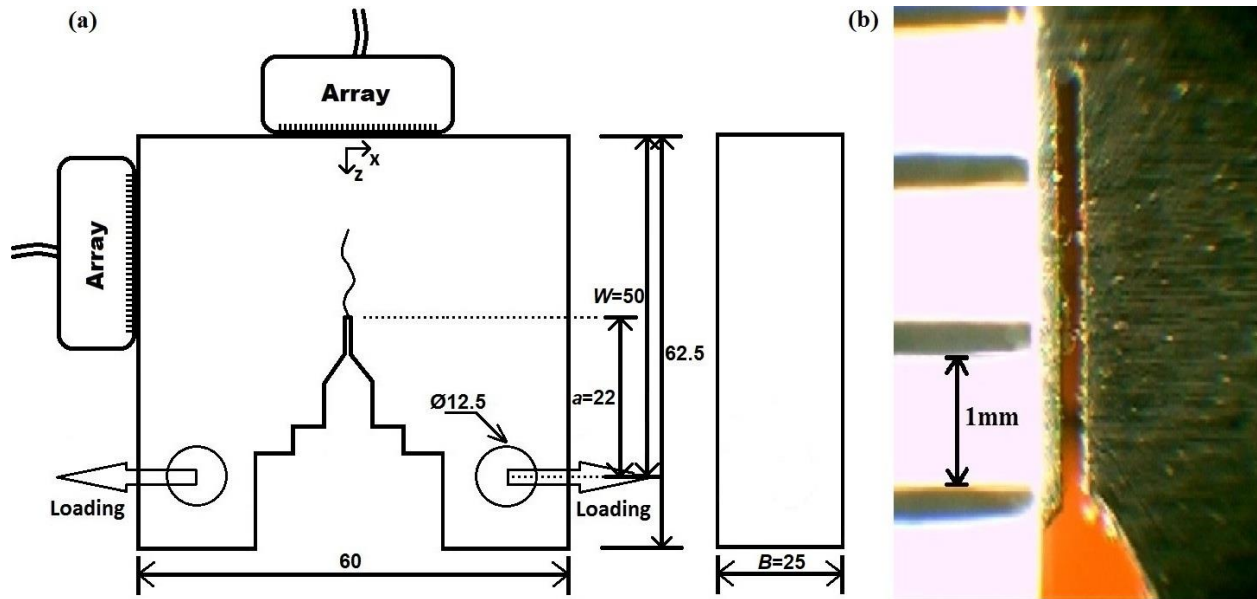 (a)
(b)
Array
x
z
Array
W=50
62.5
a=22
Ø12.5
1mm
Loading
Loading
60
B=25